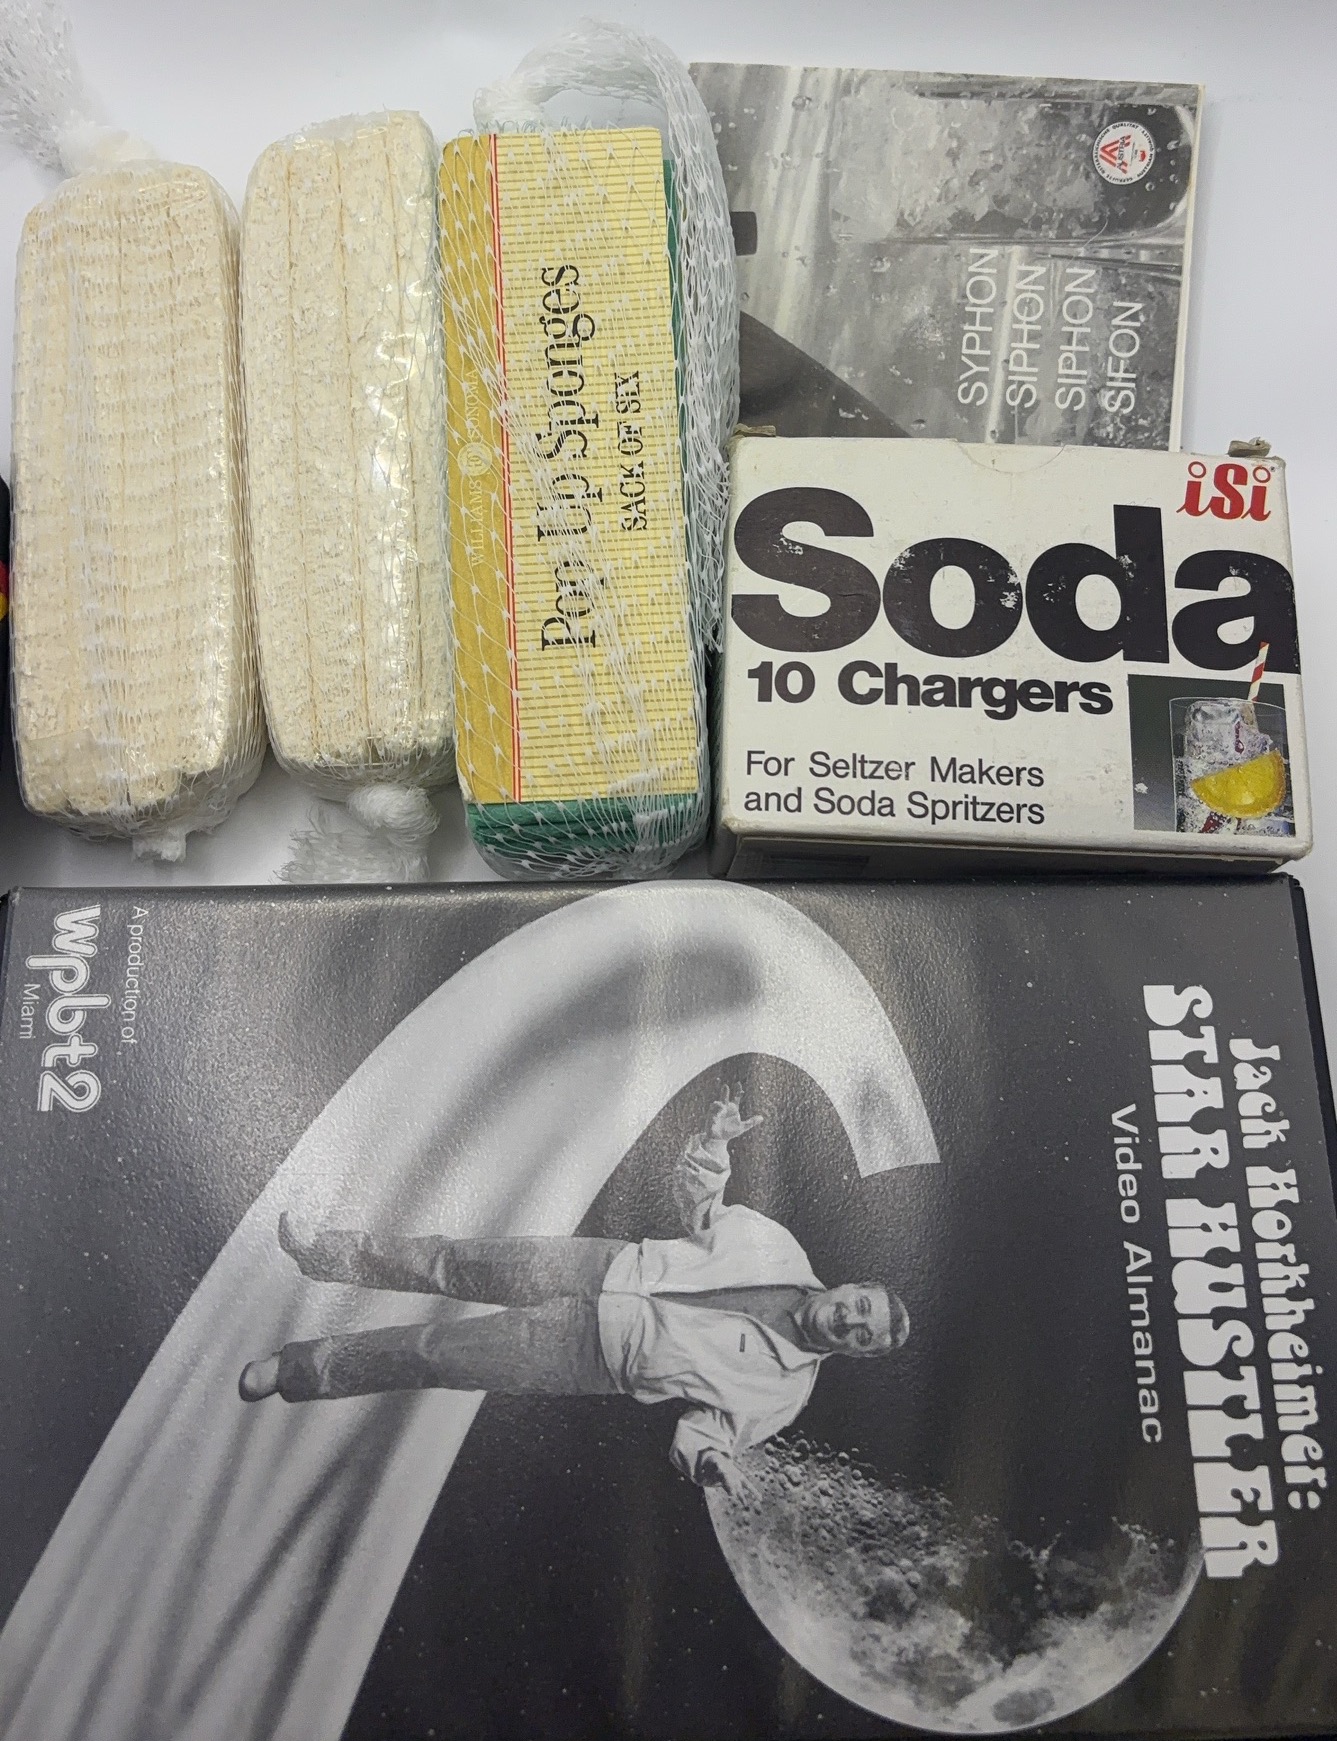 WILLIAMS SONOMA
Pop Up Sponges
SACK OF SIX
SYPHON
SIPHON
SIPHON
SIFON
iSi
Soda
10 Chargers
For Seltzer Makers
and Soda Spritzers
Jack Horkheimer:
STAR HUSTLER
Video Almanac
A production of
wpbt2
Miami